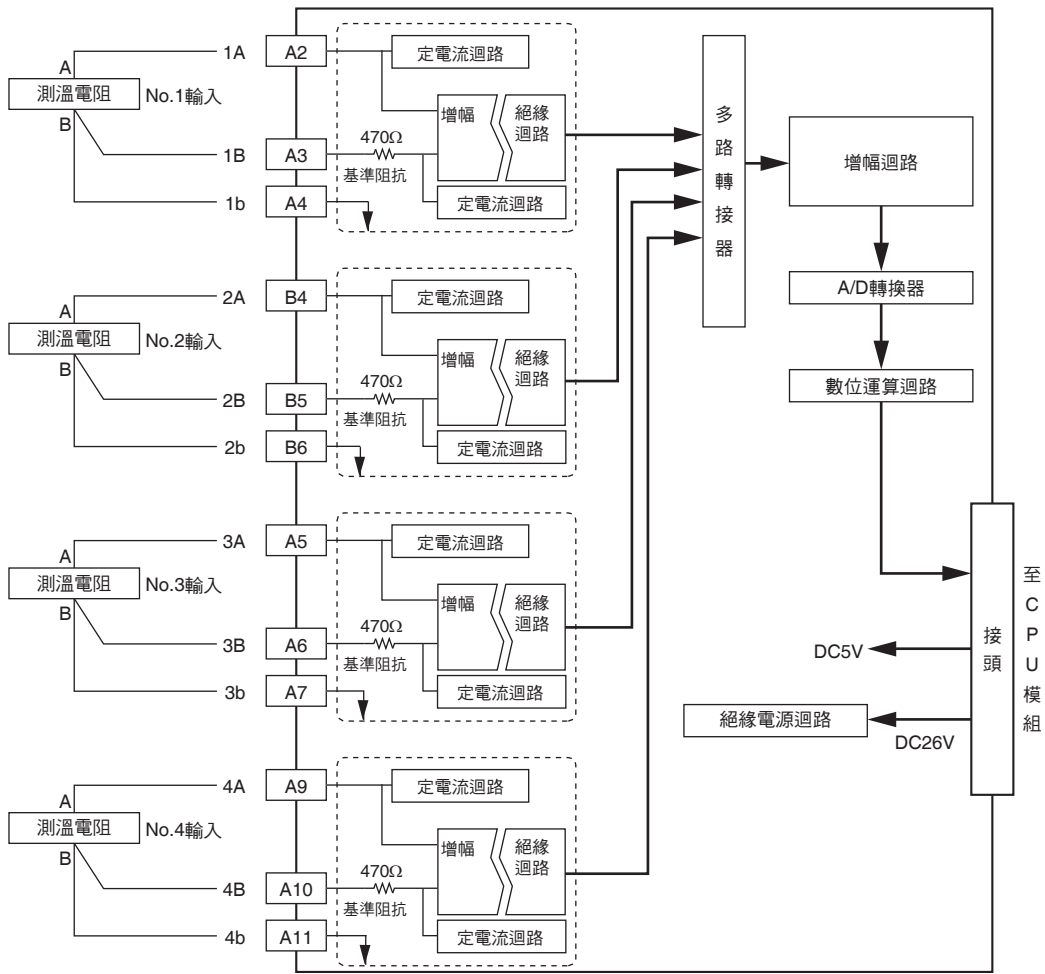 1A
A2
定電流迴路
A
測溫電阻
No.1輸入
B
增幅
絕緣
迴路
470Ω
1B
A3
基準阻抗
1b
A4
定電流迴路
2A
B4
定電流迴路
A
測溫電阻
No.2輸入
B
增幅
絕緣
迴路
470Ω
2B
B5
基準阻抗
2b
B6
定電流迴路
3A
A5
定電流迴路
A
測溫電阻
No.3輸入
B
增幅
絕緣
迴路
470Ω
3B
A6
基準阻抗
3b
A7
定電流迴路
4A
A9
定電流迴路
A
測溫電阻
No.4輸入
B
增幅
絕緣
迴路
470Ω
4B
A10
基準阻抗
4b
A11
定電流迴路
多路轉接器
增幅迴路
A/D轉換器
數位運算迴路
接頭
至CPU模組
DC5V
絕緣電源迴路
DC26V